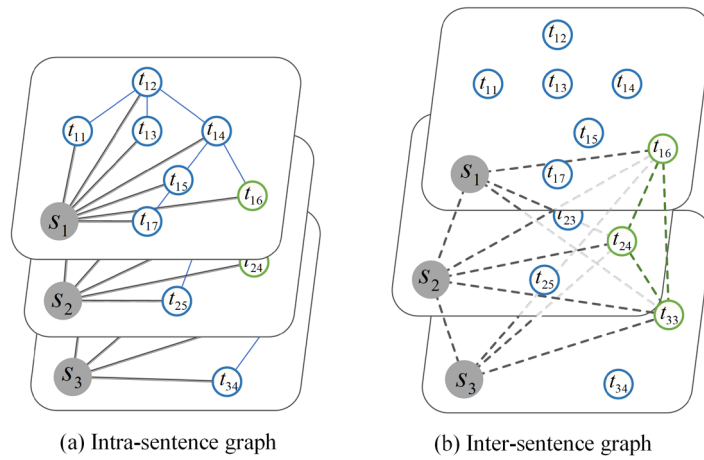 t12
t11
t13
t14
t15
t16
S1
t17
t24
S2
t25
S3
t34
(a) Intra-sentence graph
t12
t11
t13
t14
t15
t16
S1
t17
t23
t24
S2
t25
t33
S3
t34
(b) Inter-sentence graph